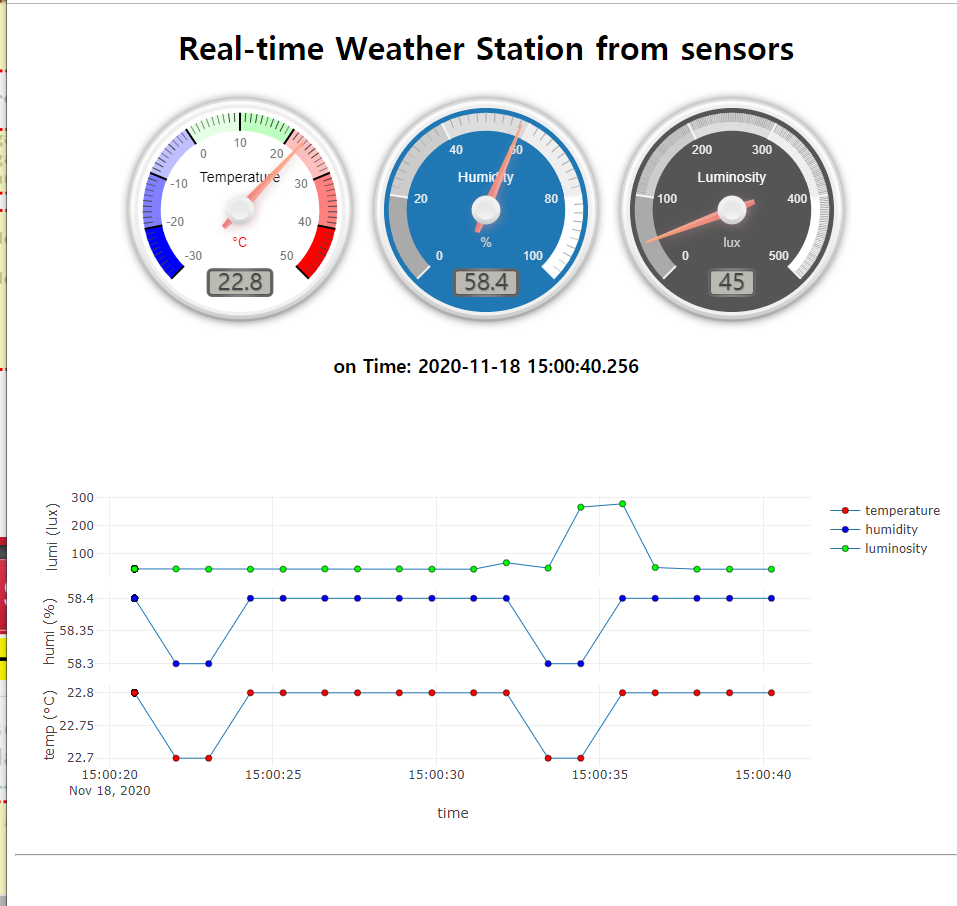 Real-time Weather Station from sensors
-30 -20 -10 0 10 20 30 40 50
Temperature
°C
22.8
0 20 40 60 80 100
Humidity
%
58.4
0 100 200 300 400 500
Luminosity
lux
45
on Time: 2020-11-18 15:00:40.256
lumi (lux)
300
200
100
humi (%)
58.4
58.35
58.3
temp (°C)
22.8
22.75
22.7
15:00:20 15:00:25 15:00:30 15:00:35 15:00:40
Nov 18, 2020
time
temperature
humidity
luminosity